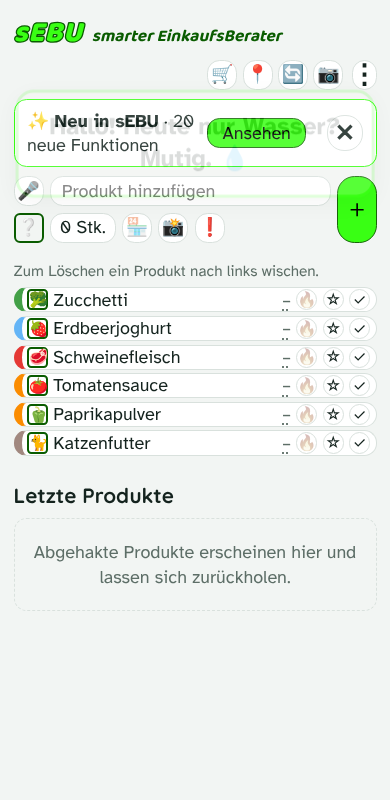 sEBU smarter EinkaufsBerater
Hallo! Heute nur Wasser?
Mutig. 💧
✨ Neu in sEBU · 20
neue Funktionen
Ansehen
Produkt hinzufügen
+
0 Stk.
Zum Löschen ein Produkt nach links wischen.
Zucchetti –
Erdbeerjoghurt –
Schweinefleisch –
Tomatensauce –
Paprikapulver –
Katzenfutter –
Letzte Produkte
Abgehakte Produkte erscheinen hier und
lassen sich zurückholen.